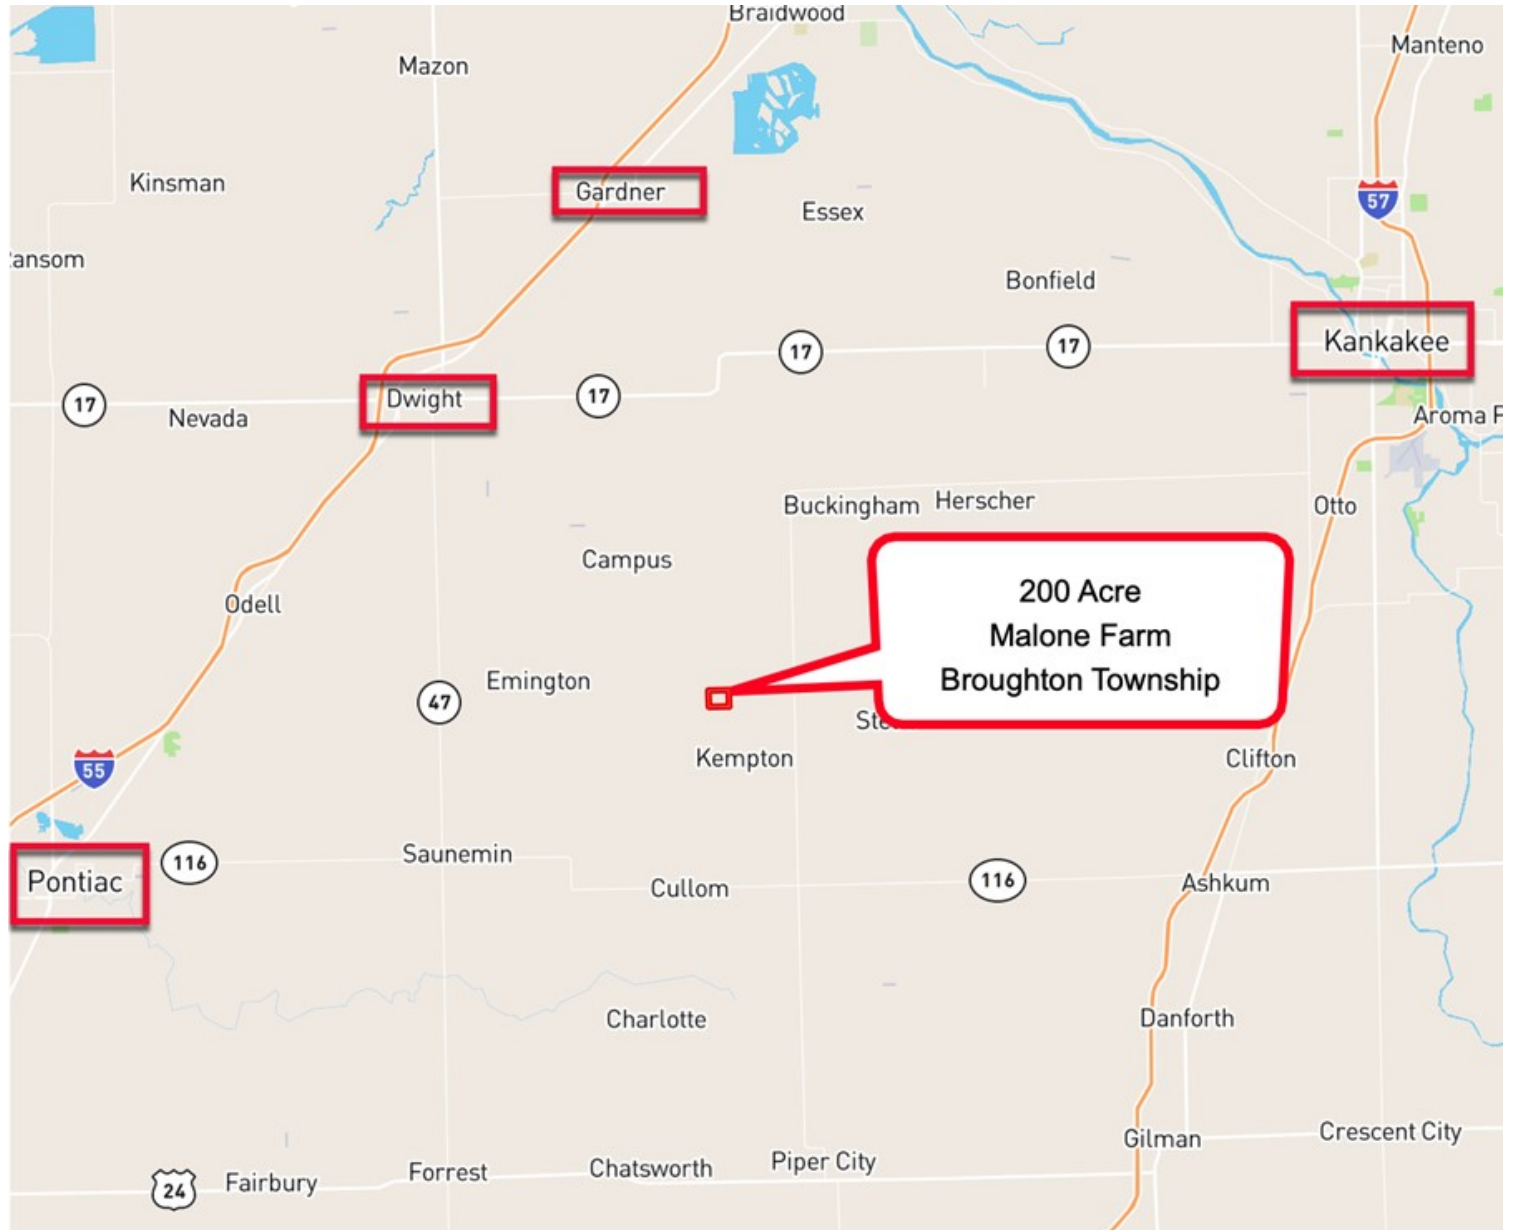 Braidwood
Manteno
Mazon
Kinsman
Gardner
57
Essex
ansom
Bonfield
Kankakee
17
17
17
17
Dwight
Nevada
Aroma P
Buckingham
Herscher
Otto
Campus
Odell
200 Acre
Malone Farm
Broughton Township
Emington
47
Ste
Kempton
Clifton
55
Saunemin
116
Pontiac
Cullom
116
Ashkum
Charlotte
Danforth
Gilman
Crescent City
Piper City
Chatsworth
Forrest
Fairbury
24